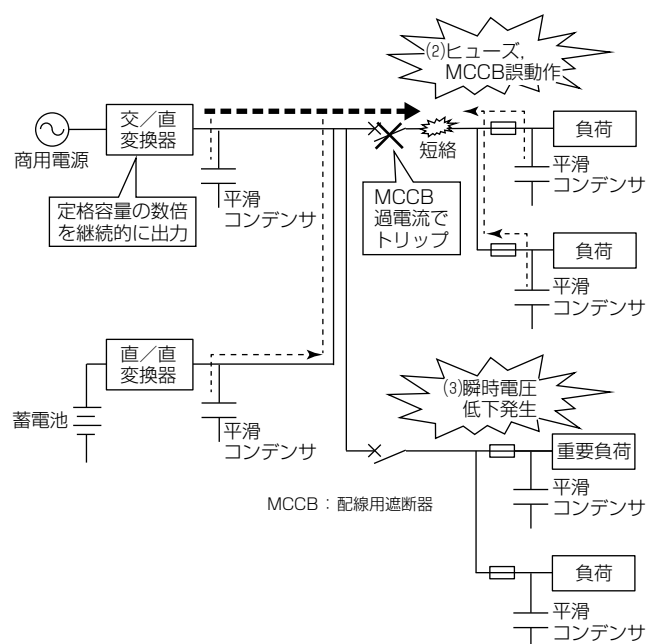 (2)ヒューズ,
MCCB誤動作
交／直
変換器
商用電源
定格容量の数倍
を継続的に出力
平滑
コンデンサ
短絡
MCCB
過電流で
トリップ
負荷
平滑
コンデンサ
負荷
平滑
コンデンサ
直／直
変換器
蓄電池
平滑
コンデンサ
(3)瞬時電圧
低下発生
重要負荷
平滑
コンデンサ
MCCB：配線用遮断器
負荷
平滑
コンデンサ